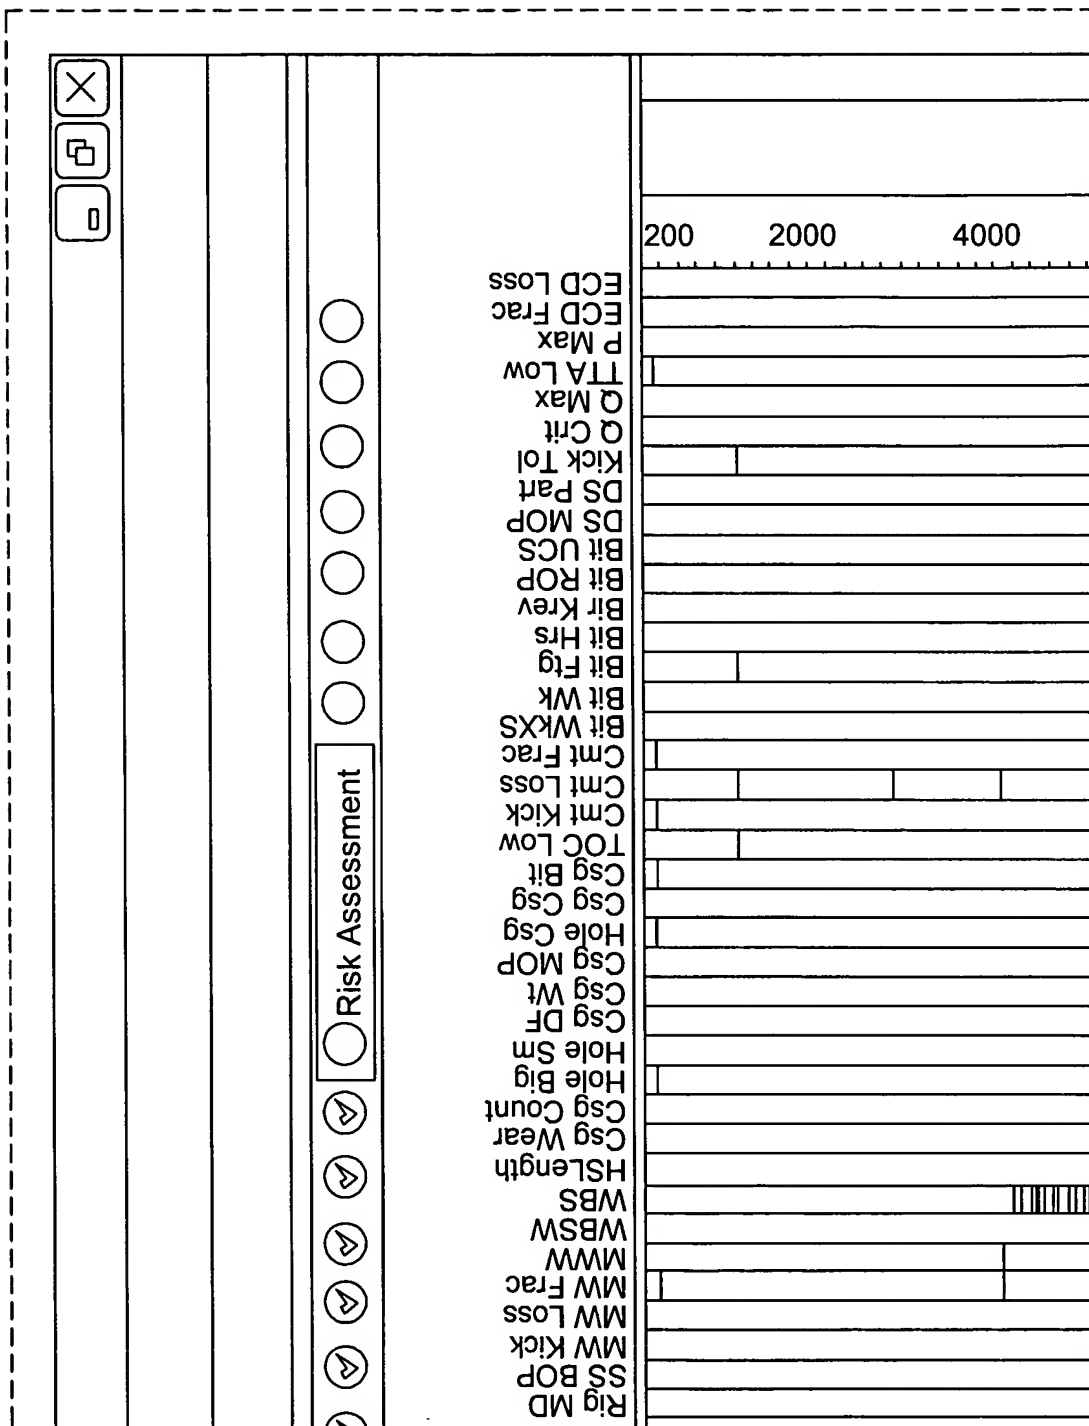 200 2000 4000
ECD Loss
ECD Frac
P Max
TTA Low
Q Max
Q Crit
Kick Tol
DS Part
DS MOP
Bit UCS
Bit ROP
Bir Krev
Bit Hrs
Bit Ftg
Bit Wk
Bit WkXS
Cmt Frac
Cmt Loss
Cmt Kick
TOC Low
Csg Bit
Csg Csg
Hole Csg
Csg MOP
Csg Wt
Csg DF
Hole Sm
Hole Big
Csg Count
Csg Wear
HSLength
WBS
WBSW
MWW
MW Frac
MW Loss
MW Kick
SS BOP
Rig MD
Risk Assessment